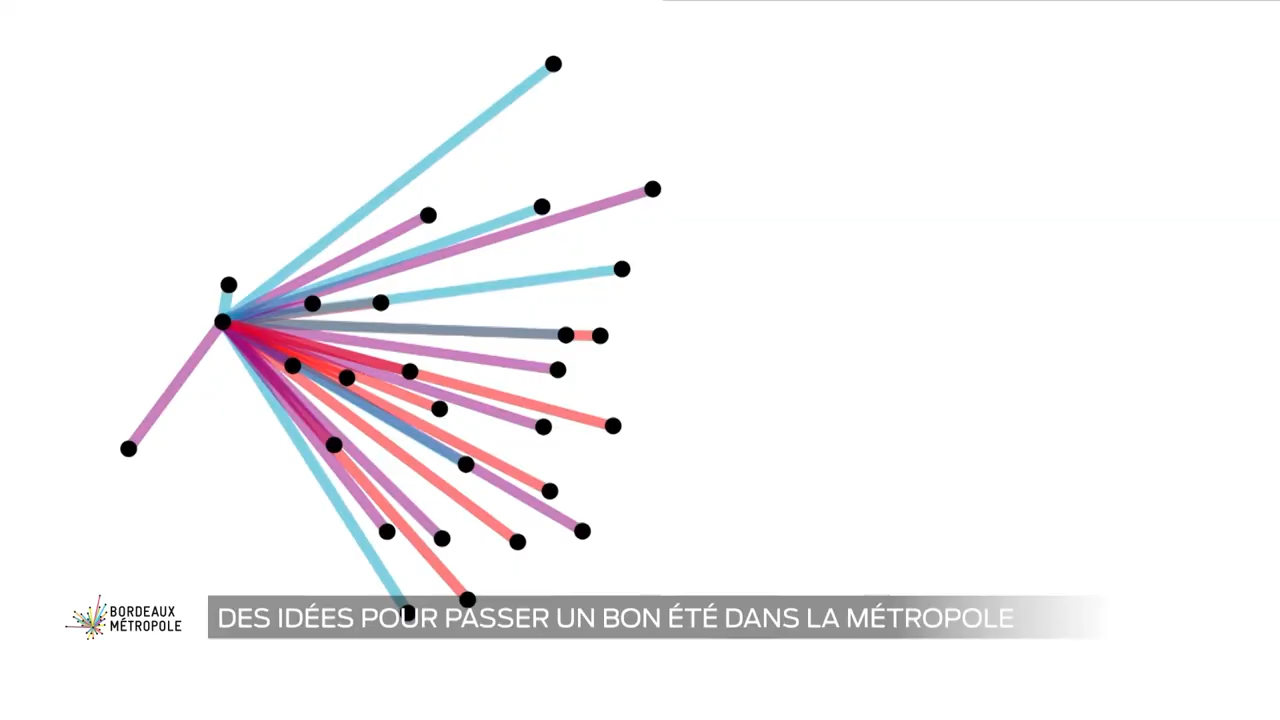 BORDEAUX
MÉTROPOLE
DES IDÉES POUR PASSER UN BON ÉTÉ DANS LA MÉTROPOLE